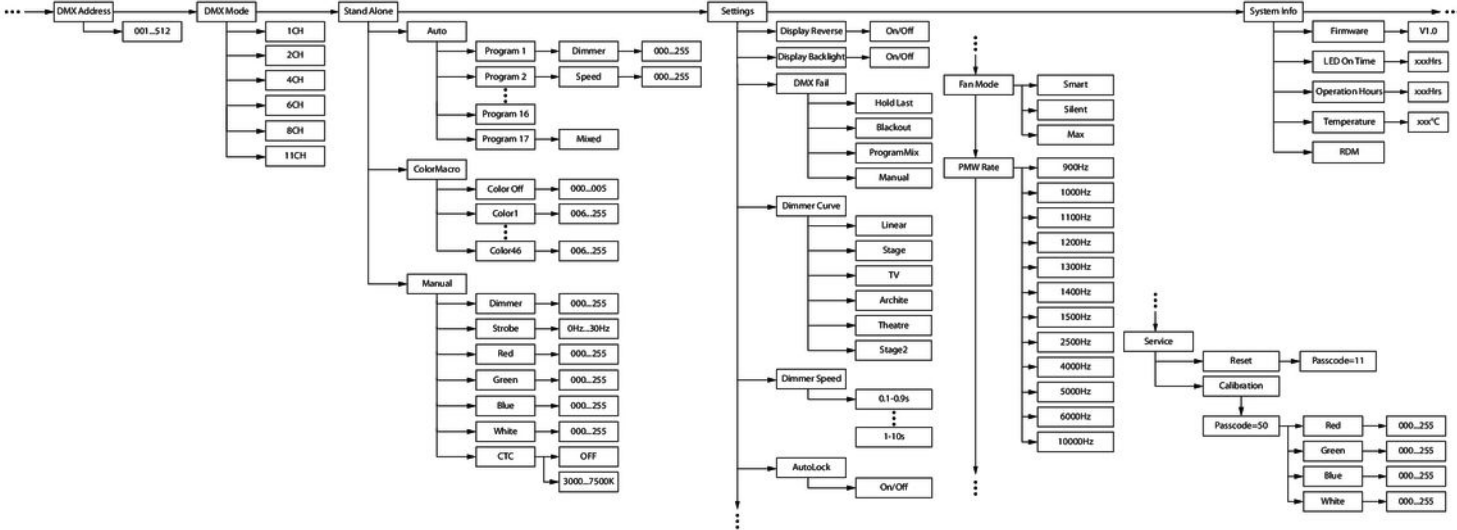 DMX Address
001...512
DMX Mode
1CH
2CH
4CH
6CH
8CH
11CH
Stand Alone
Auto
Program 1 Dimmer 000...255
Program 2 Speed 000...255
Program 16
Program 17 Mixed
ColorMacro
Color Off 000...005
Color1 006...255
Color46 006...255
Manual
Dimmer 000...255
Strobe 0Hz...30Hz
Red 000...255
Green 000...255
Blue 000...255
White 000...255
CTC OFF
3000...7500K
Settings
Display Reverse On/Off
Display Backlight On/Off
DMX Fail
Hold Last
Blackout
ProgramMix
Manual
Dimmer Curve
Linear
Stage
TV
Archite
Theatre
Stage2
Dimmer Speed
0.1-0.9s
1-10s
AutoLock
On/Off
Fan Mode
Smart
Silent
Max
PMW Rate
900Hz
1000Hz
1100Hz
1200Hz
1300Hz
1400Hz
1500Hz
2500Hz
4000Hz
5000Hz
6000Hz
10000Hz
Service
Reset Passcode=11
Calibration
Passcode=50
Red 000...255
Green 000...255
Blue 000...255
White 000...255
System Info
Firmware V1.0
LED On Time xxxHrs
Operation Hours xxxHrs
Temperature xxx°C
RDM